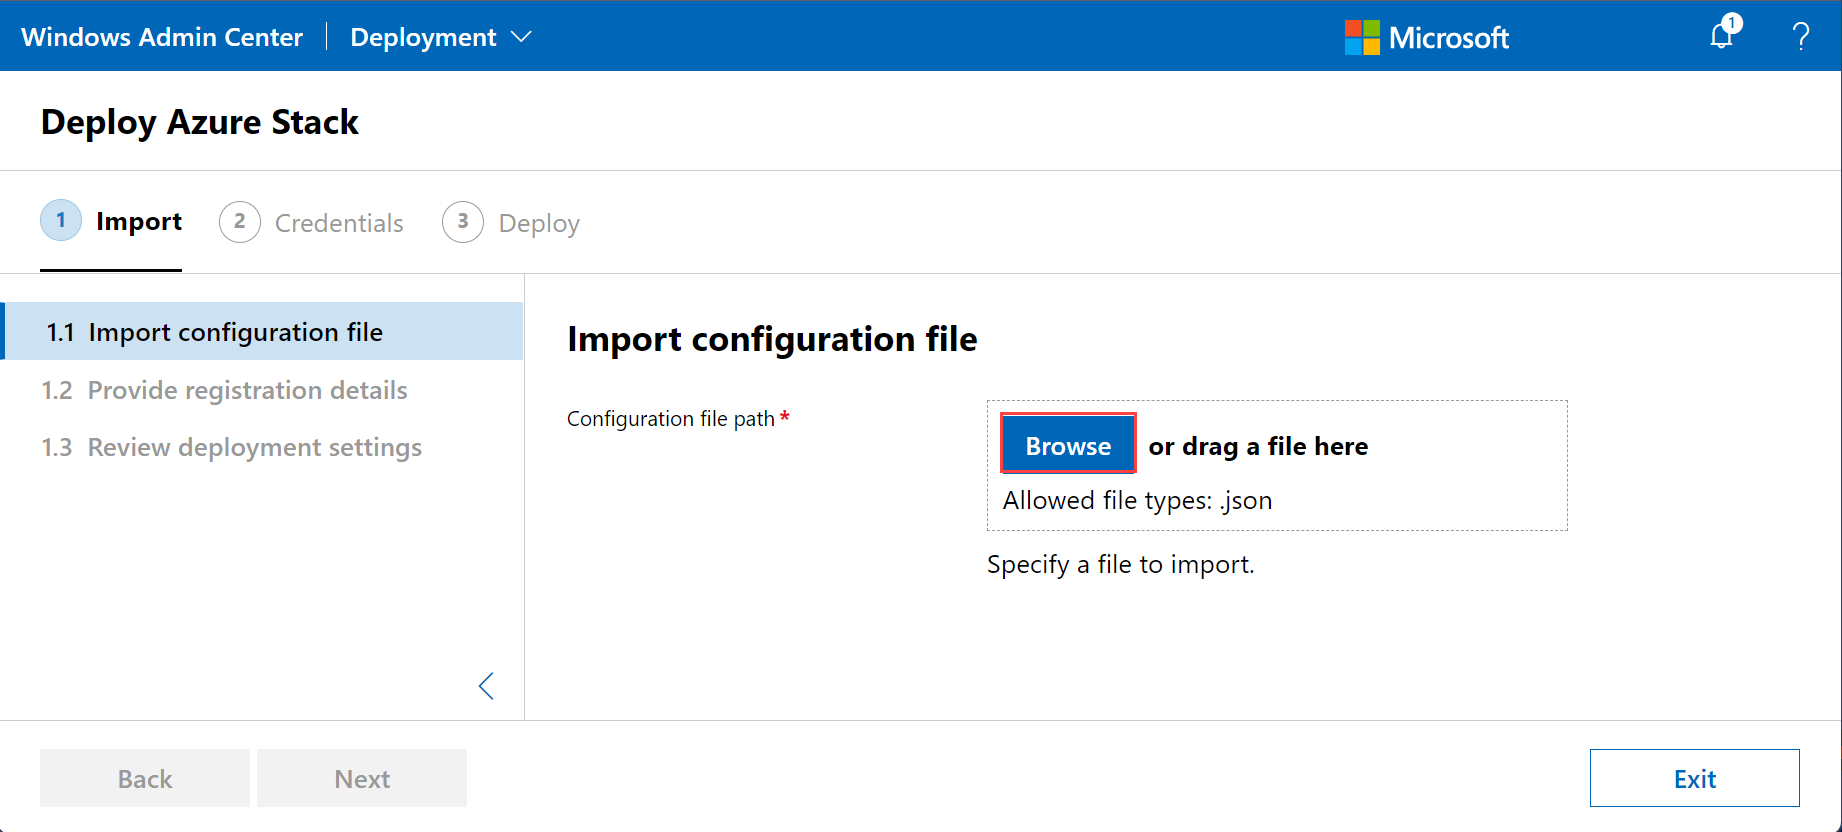 Windows Admin Center Deployment Microsoft 1 ?
Deploy Azure Stack
1 Import 2 Credentials 3 Deploy
1.1 Import configuration file
1.2 Provide registration details
1.3 Review deployment settings
Import configuration file
Configuration file path *
Browse or drag a file here
Allowed file types: .json
Specify a file to import.
Back Next Exit